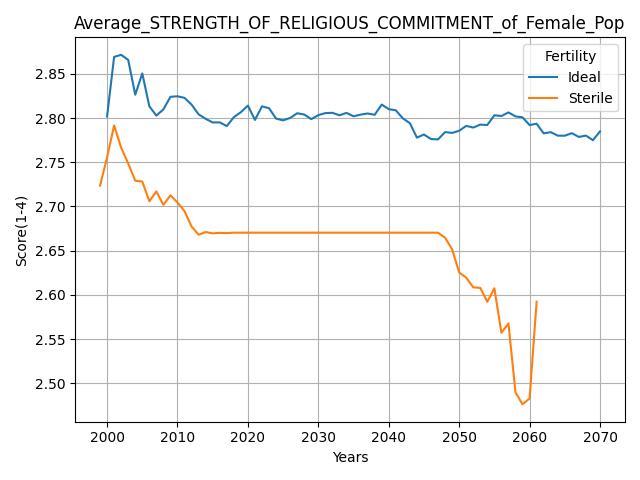 Average_STRENGTH_OF_RELIGIOUS_COMMITMENT_of_Female_Pop
Fertility
Ideal
Sterile
Score(1-4)
2.85
2.80
2.75
2.70
2.65
2.60
2.55
2.50
2000 2010 2020 2030 2040 2050 2060 2070
Years